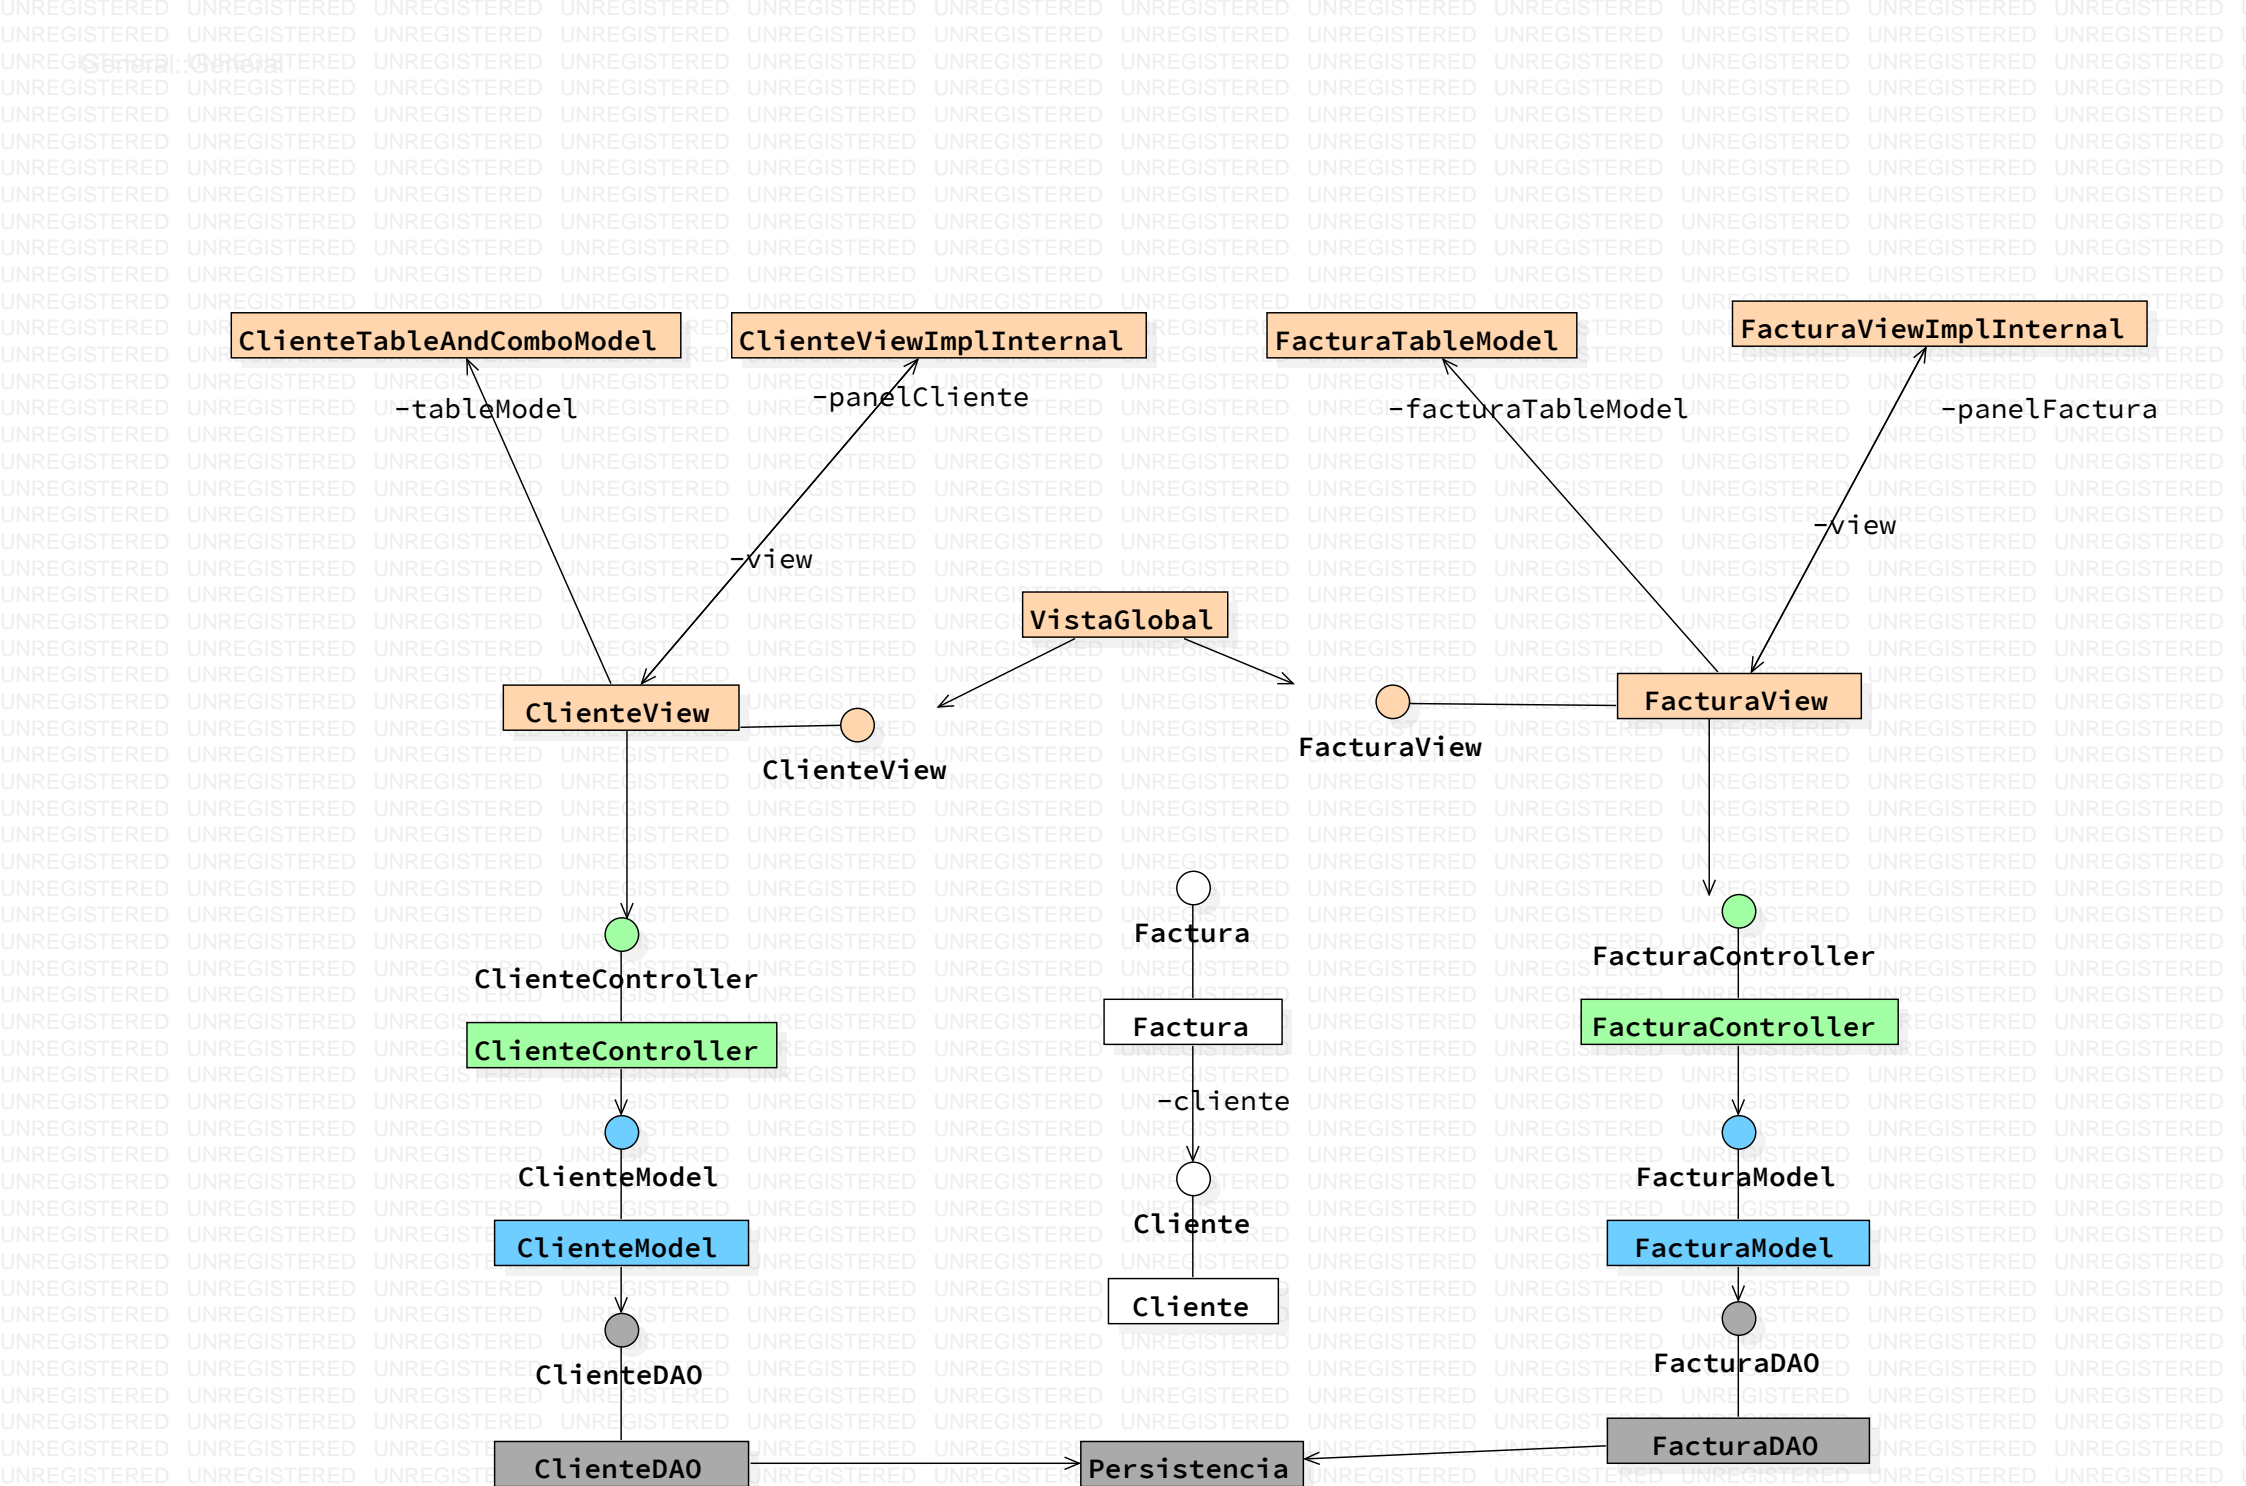 General::General
ClienteTableAndComboModel
ClienteViewImplInternal
FacturaTableModel
FacturaViewImplInternal
-tableModel
-panelCliente
-facturaTableModel
-panelFactura
-view
-view
VistaGlobal
ClienteView
ClienteView
FacturaView
FacturaView
Factura
ClienteController
FacturaController
ClienteController
Factura
FacturaController
-cliente
ClienteModel
Cliente
FacturaModel
ClienteModel
Cliente
FacturaModel
ClienteDAO
FacturaDAO
ClienteDAO
Persistencia
FacturaDAO
UNREGISTERED